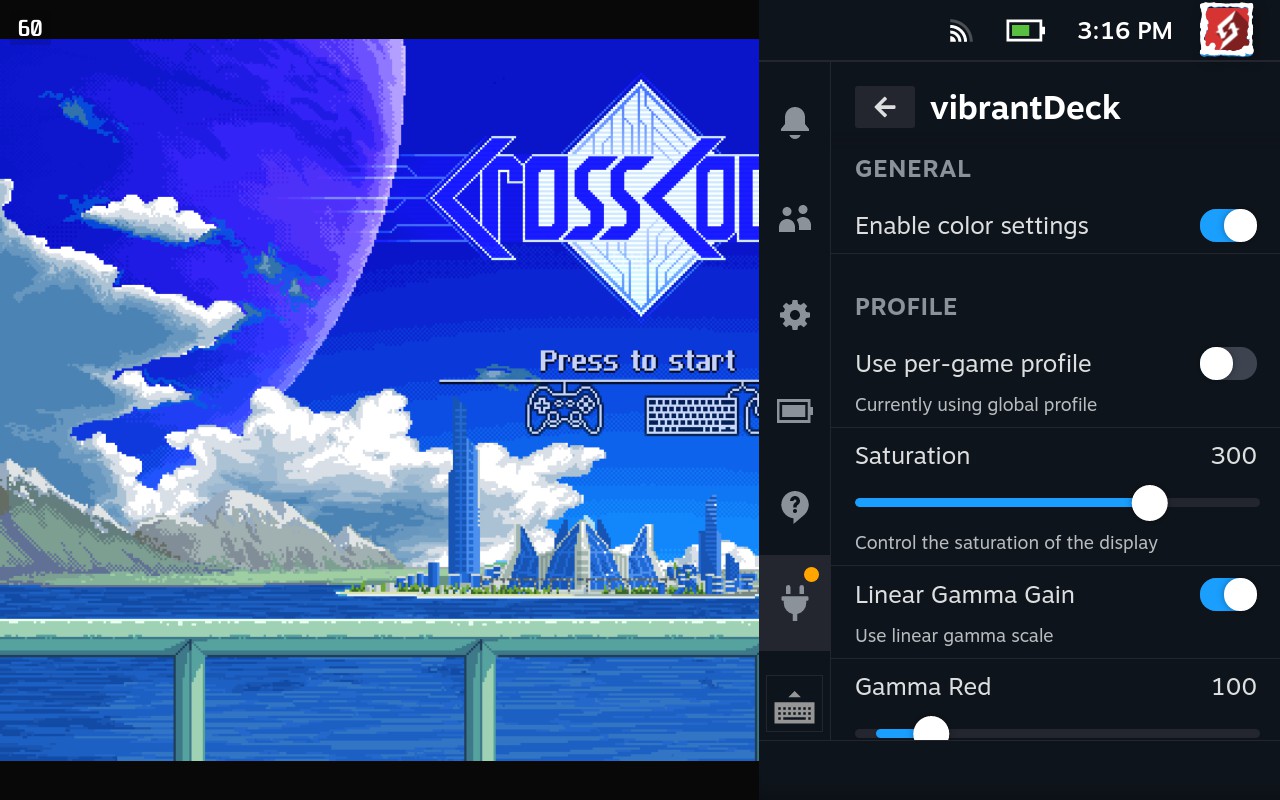 60
CrossCo
Press to start
3:16 PM
vibrantDeck
GENERAL
Enable color settings
PROFILE
Use per-game profile
Currently using global profile
Saturation 300
Control the saturation of the display
Linear Gamma Gain
Use linear gamma scale
Gamma Red 100